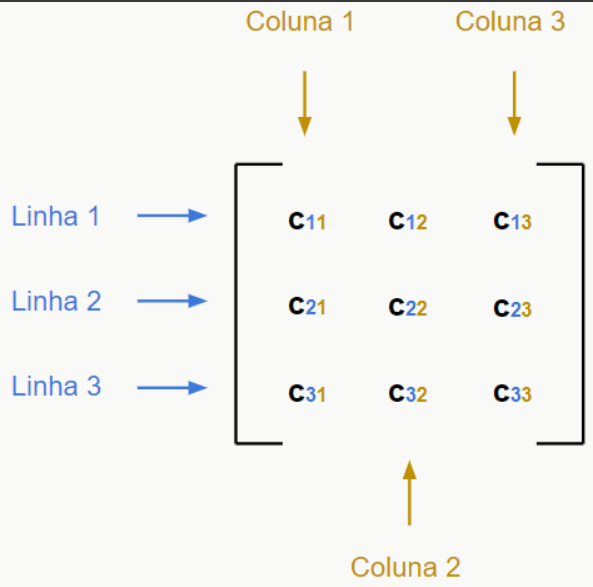 Coluna 1 Coluna 3
Linha 1 c11 c12 c13
Linha 2 c21 c22 c23
Linha 3 c31 c32 c33
Coluna 2